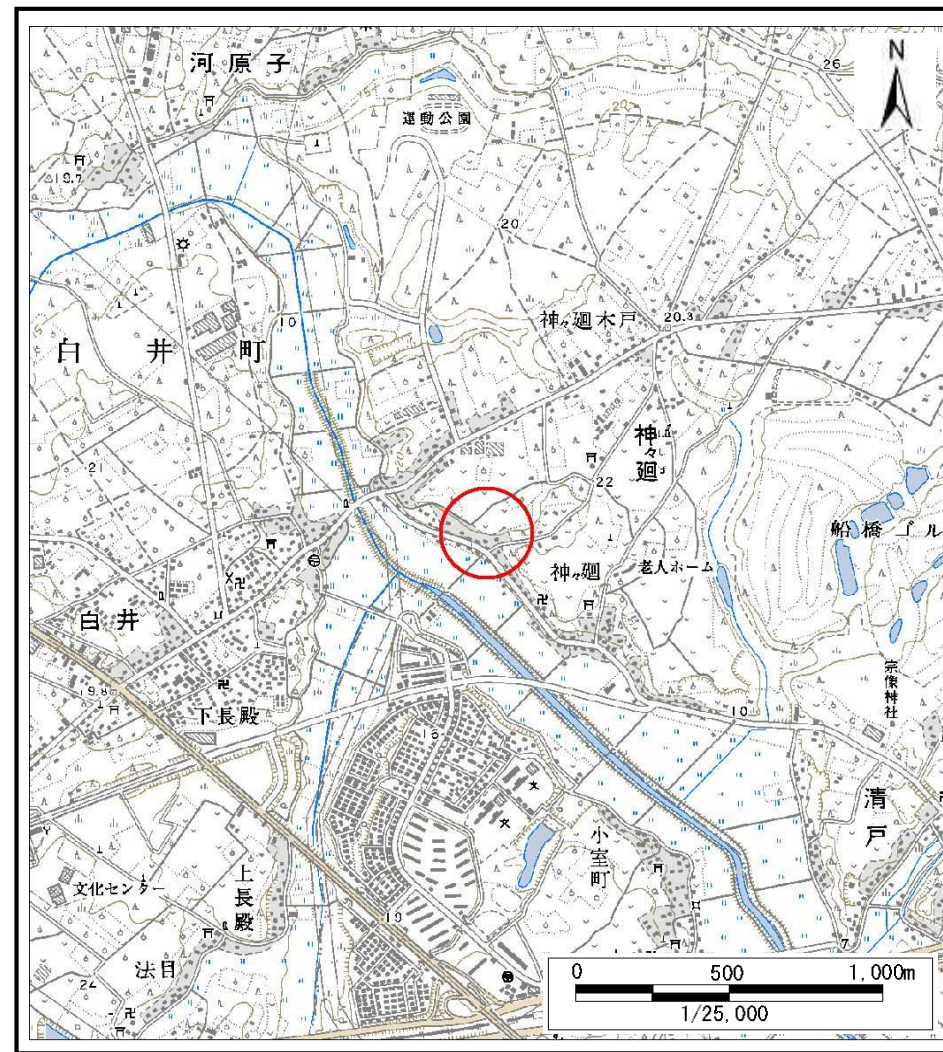 河原子
N
26
運動公園
19.7
20
20
神々廻木戸
20.3
10
白井町
神々廻
21
22
船橋ゴル
神々廻
老人ホーム
白井
宗像神社
19.8
下長殿
10
16
清戸
小室町
上長殿
文化センター
19
法目
7
24
0 500 1,000m
1/25,000